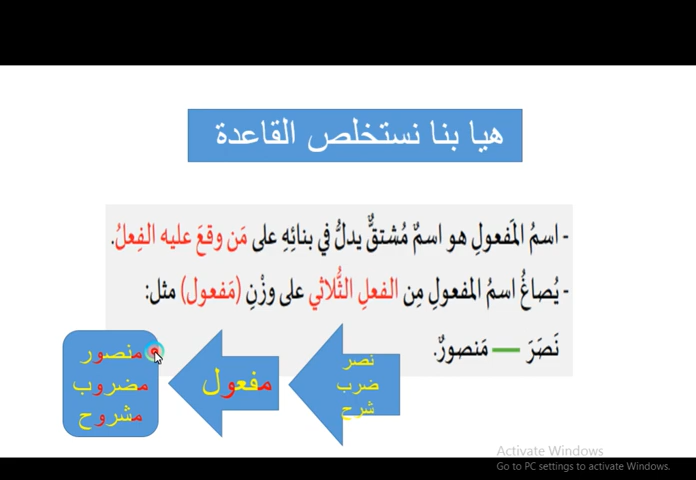 هيا بنا نستخلص القاعدة
- اسمُ المَفعولِ هو اسمٌ مُشتقٌّ يدلُّ في بنائِهِ على مَن وقعَ عليه الفِعلُ.
- يُصاغُ اسمُ المفعولِ مِن الفعلِ الثُّلاثي على وزْنِ (مَفعول) مثل:
نَصَرَ — مَنصورٌ.
نصر
ضرب
شرح
مفعول
منصور
مضروب
مشروح
Activate Windows
Go to PC settings to activate Windows.